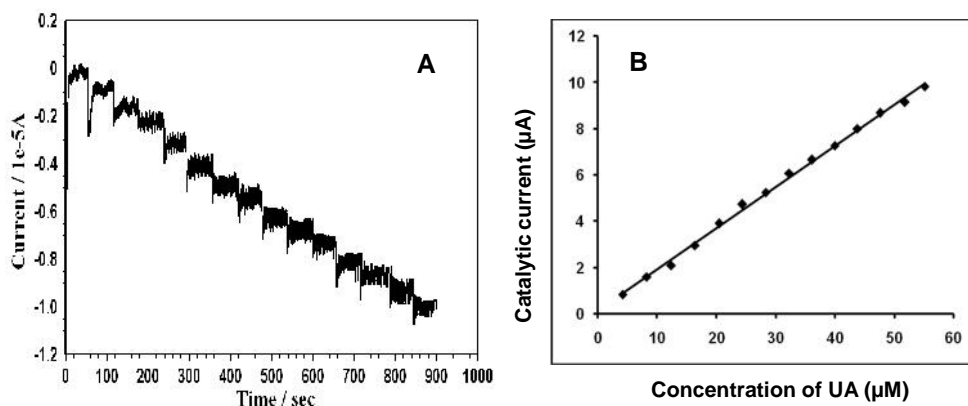 A
0.2
0
-0.2
-0.4
-0.6
-0.8
-1.0
-1.2
Current / 1e-5A
0 100 200 300 400 500 600 700 800 900 1000
Time / sec
B
12
10
8
6
4
2
0
Catalytic current (µA)
0 10 20 30 40 50 60
Concentration of UA (µM)